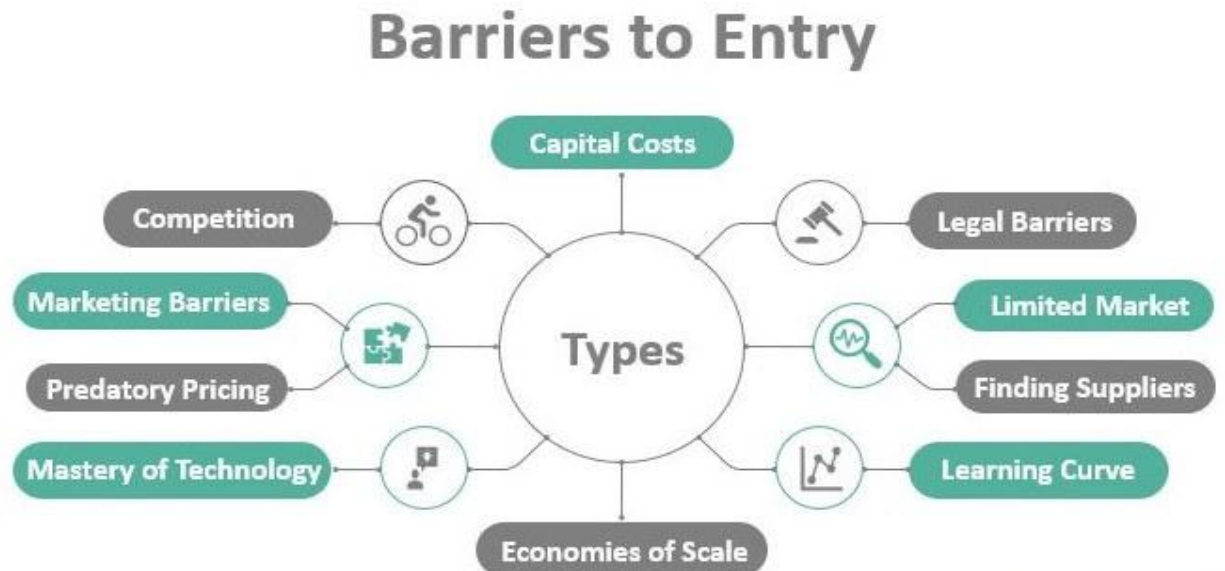 Barriers to Entry
Capital Costs
Competition
Legal Barriers
Marketing Barriers
Limited Market
Types
Predatory Pricing
Finding Suppliers
Mastery of Technology
Learning Curve
Economies of Scale